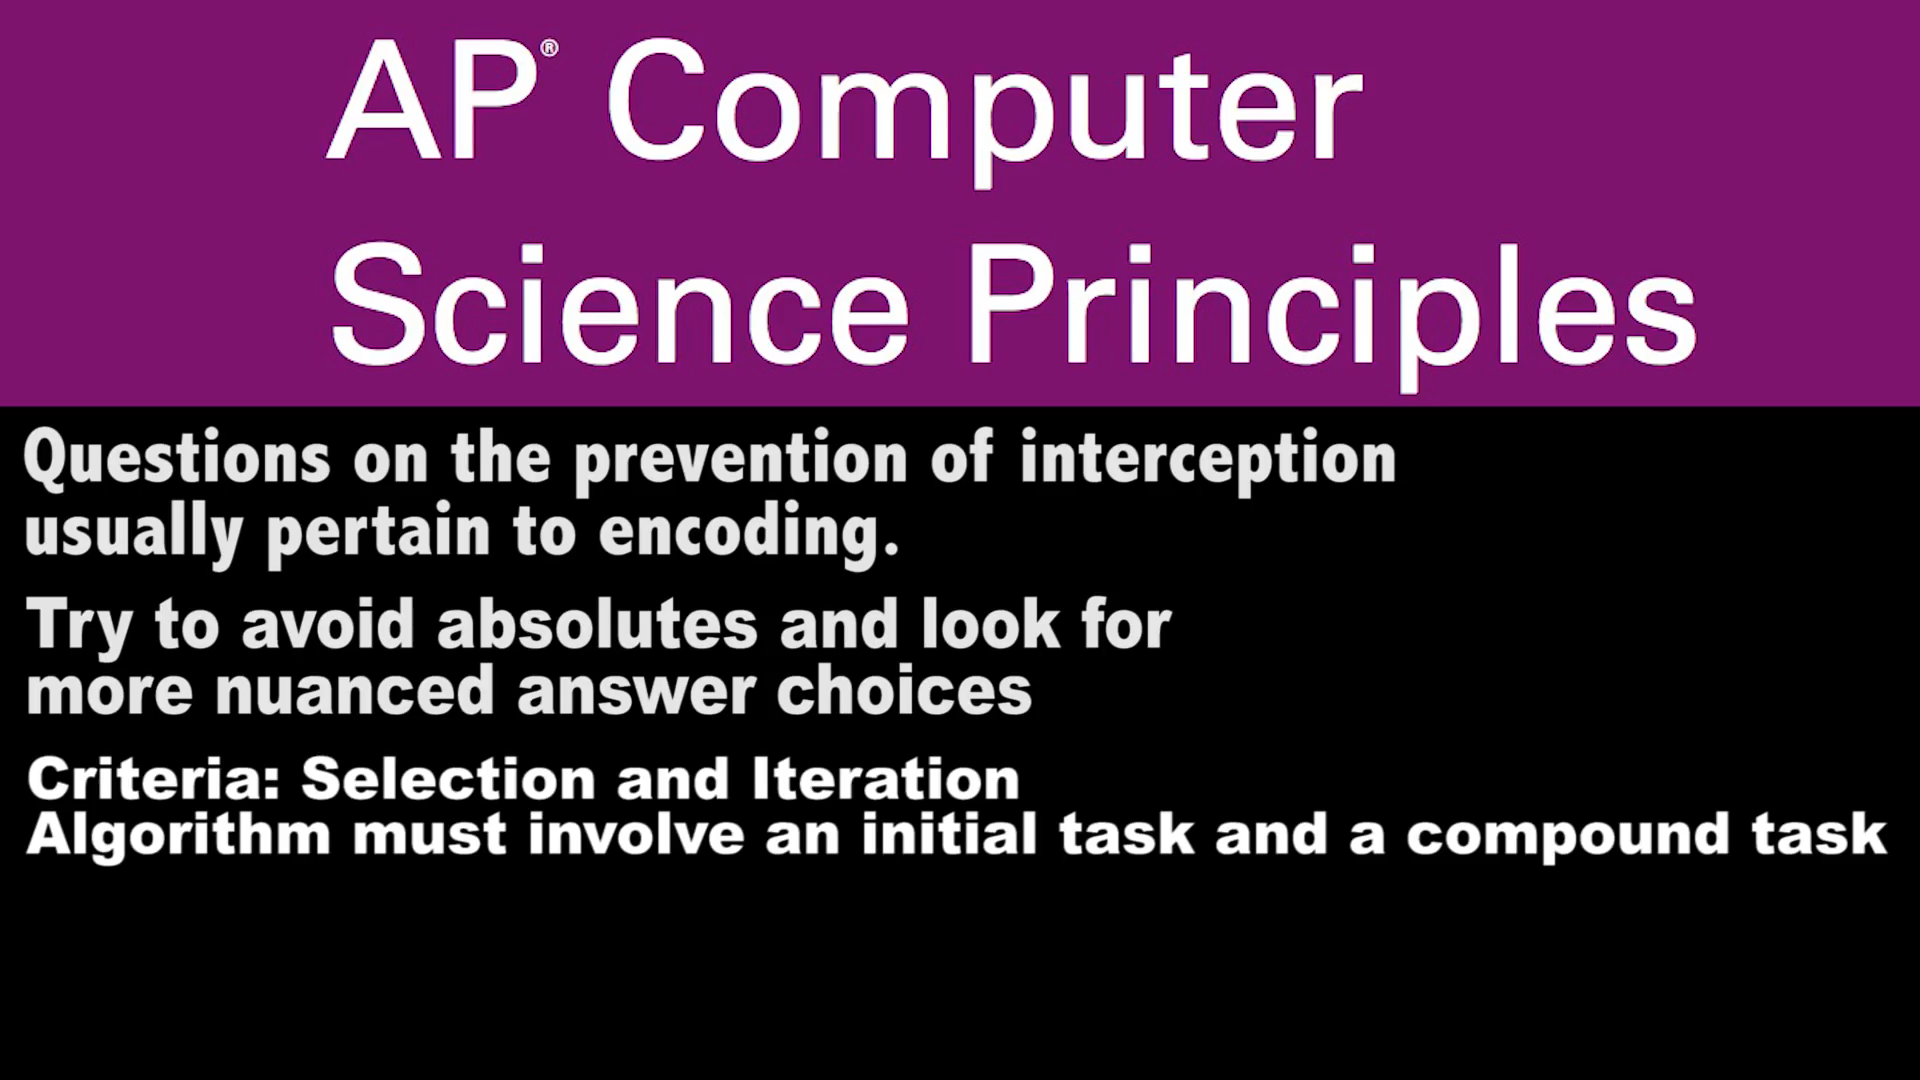 AP® Computer
Science Principles
Questions on the prevention of interception
usually pertain to encoding.
Try to avoid absolutes and look for
more nuanced answer choices
Criteria: Selection and Iteration
Algorithm must involve an initial task and a compound task